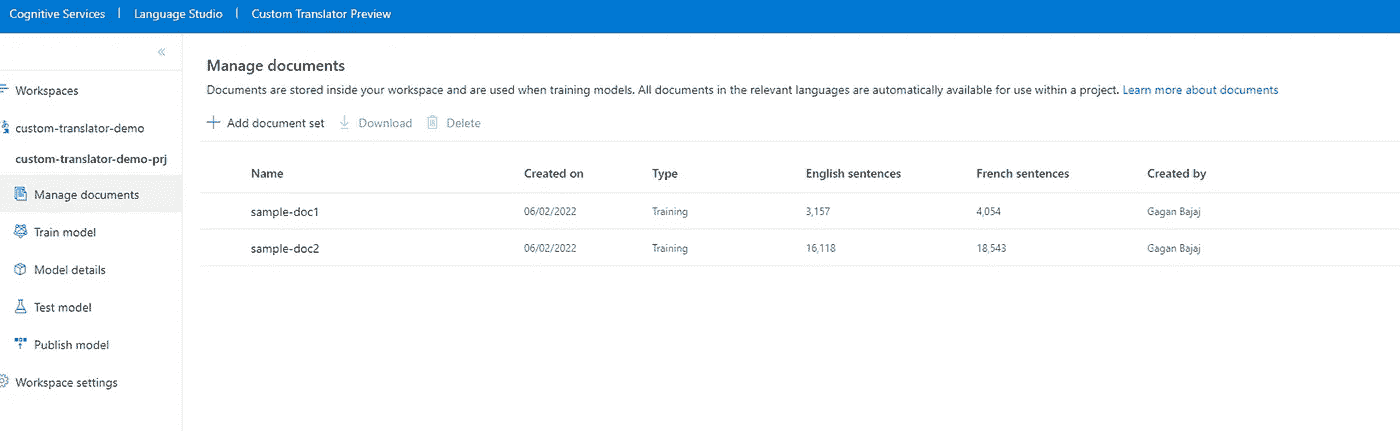 Cognitive Services | Language Studio | Custom Translator Preview
«
Workspaces
custom-translator-demo
custom-translator-demo-prj
Manage documents
Train model
Model details
Test model
Publish model
Workspace settings
Manage documents
Documents are stored inside your workspace and are used when training models. All documents in the relevant languages are automatically available for use within a project. Learn more about documents
Add document set Download Delete
Name Created on Type English sentences French sentences Created by
sample-doc1 06/02/2022 Training 3,157 4,054 Gagan Bajaj
sample-doc2 06/02/2022 Training 16,118 18,543 Gagan Bajaj